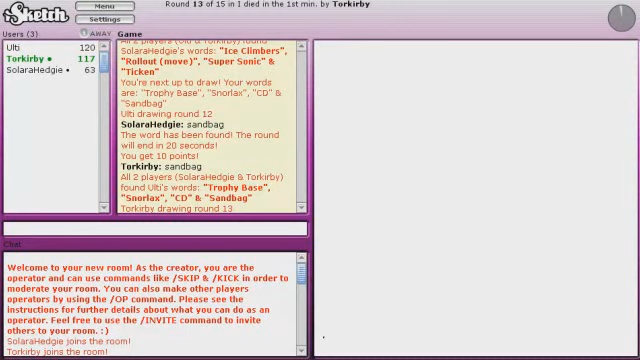 iSketch
Menu
Settings
Round 13 of 15 in I died in the 1st min. by Torkirby
Users (3)
AWAY
Game
Ulti 120
Torkirby • 117
SolaraHedgie • 63
All 2 players (Ulti & Torkirby) found
SolaraHedgie's words: "Ice Climbers",
"Rollout (move)", "Super Sonic" &
"Ticken"
You're next up to draw! Your words
are: "Trophy Base", "Snorlax", "CD" &
"Sandbag"
Ulti drawing round 12
SolaraHedgie: sandbag
The word has been found! The round
will end in 20 seconds!
You get 10 points!
Torkirby: sandbag
All 2 players (SolaraHedgie & Torkirby)
found Ulti's words: "Trophy Base",
"Snorlax", "CD" & "Sandbag"
Torkirby drawing round 13
Chat
Welcome to your new room! As the creator, you are the
operator and can use commands like /SKIP & /KICK in order to
moderate your room. You can also make other players
operators by using the /OP command. Please see the
instructions for further details about what you can do as an
operator. Feel free to use the /INVITE command to invite
others to your room. :)
SolaraHedgie joins the room!
Torkirby joins the room!